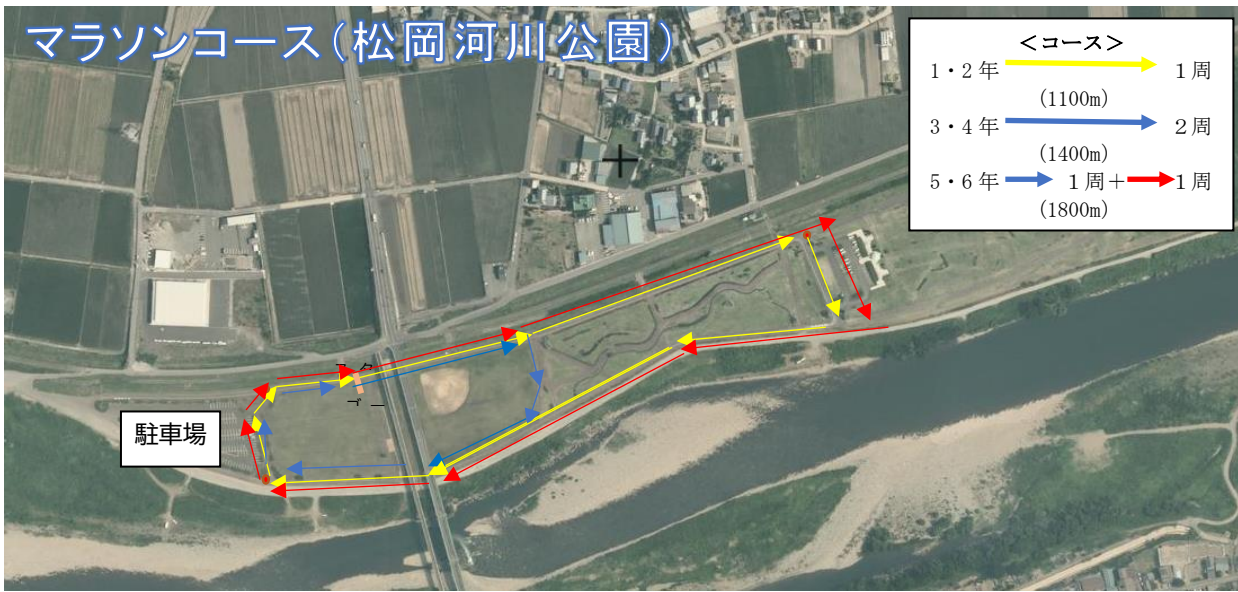 マラソンコース(松岡河川公園)
＜コース＞
1・2年 1周
(1100m)
3・4年 2周
(1400m)
5・6年 1周＋ 1周
(1800m)
駐車場